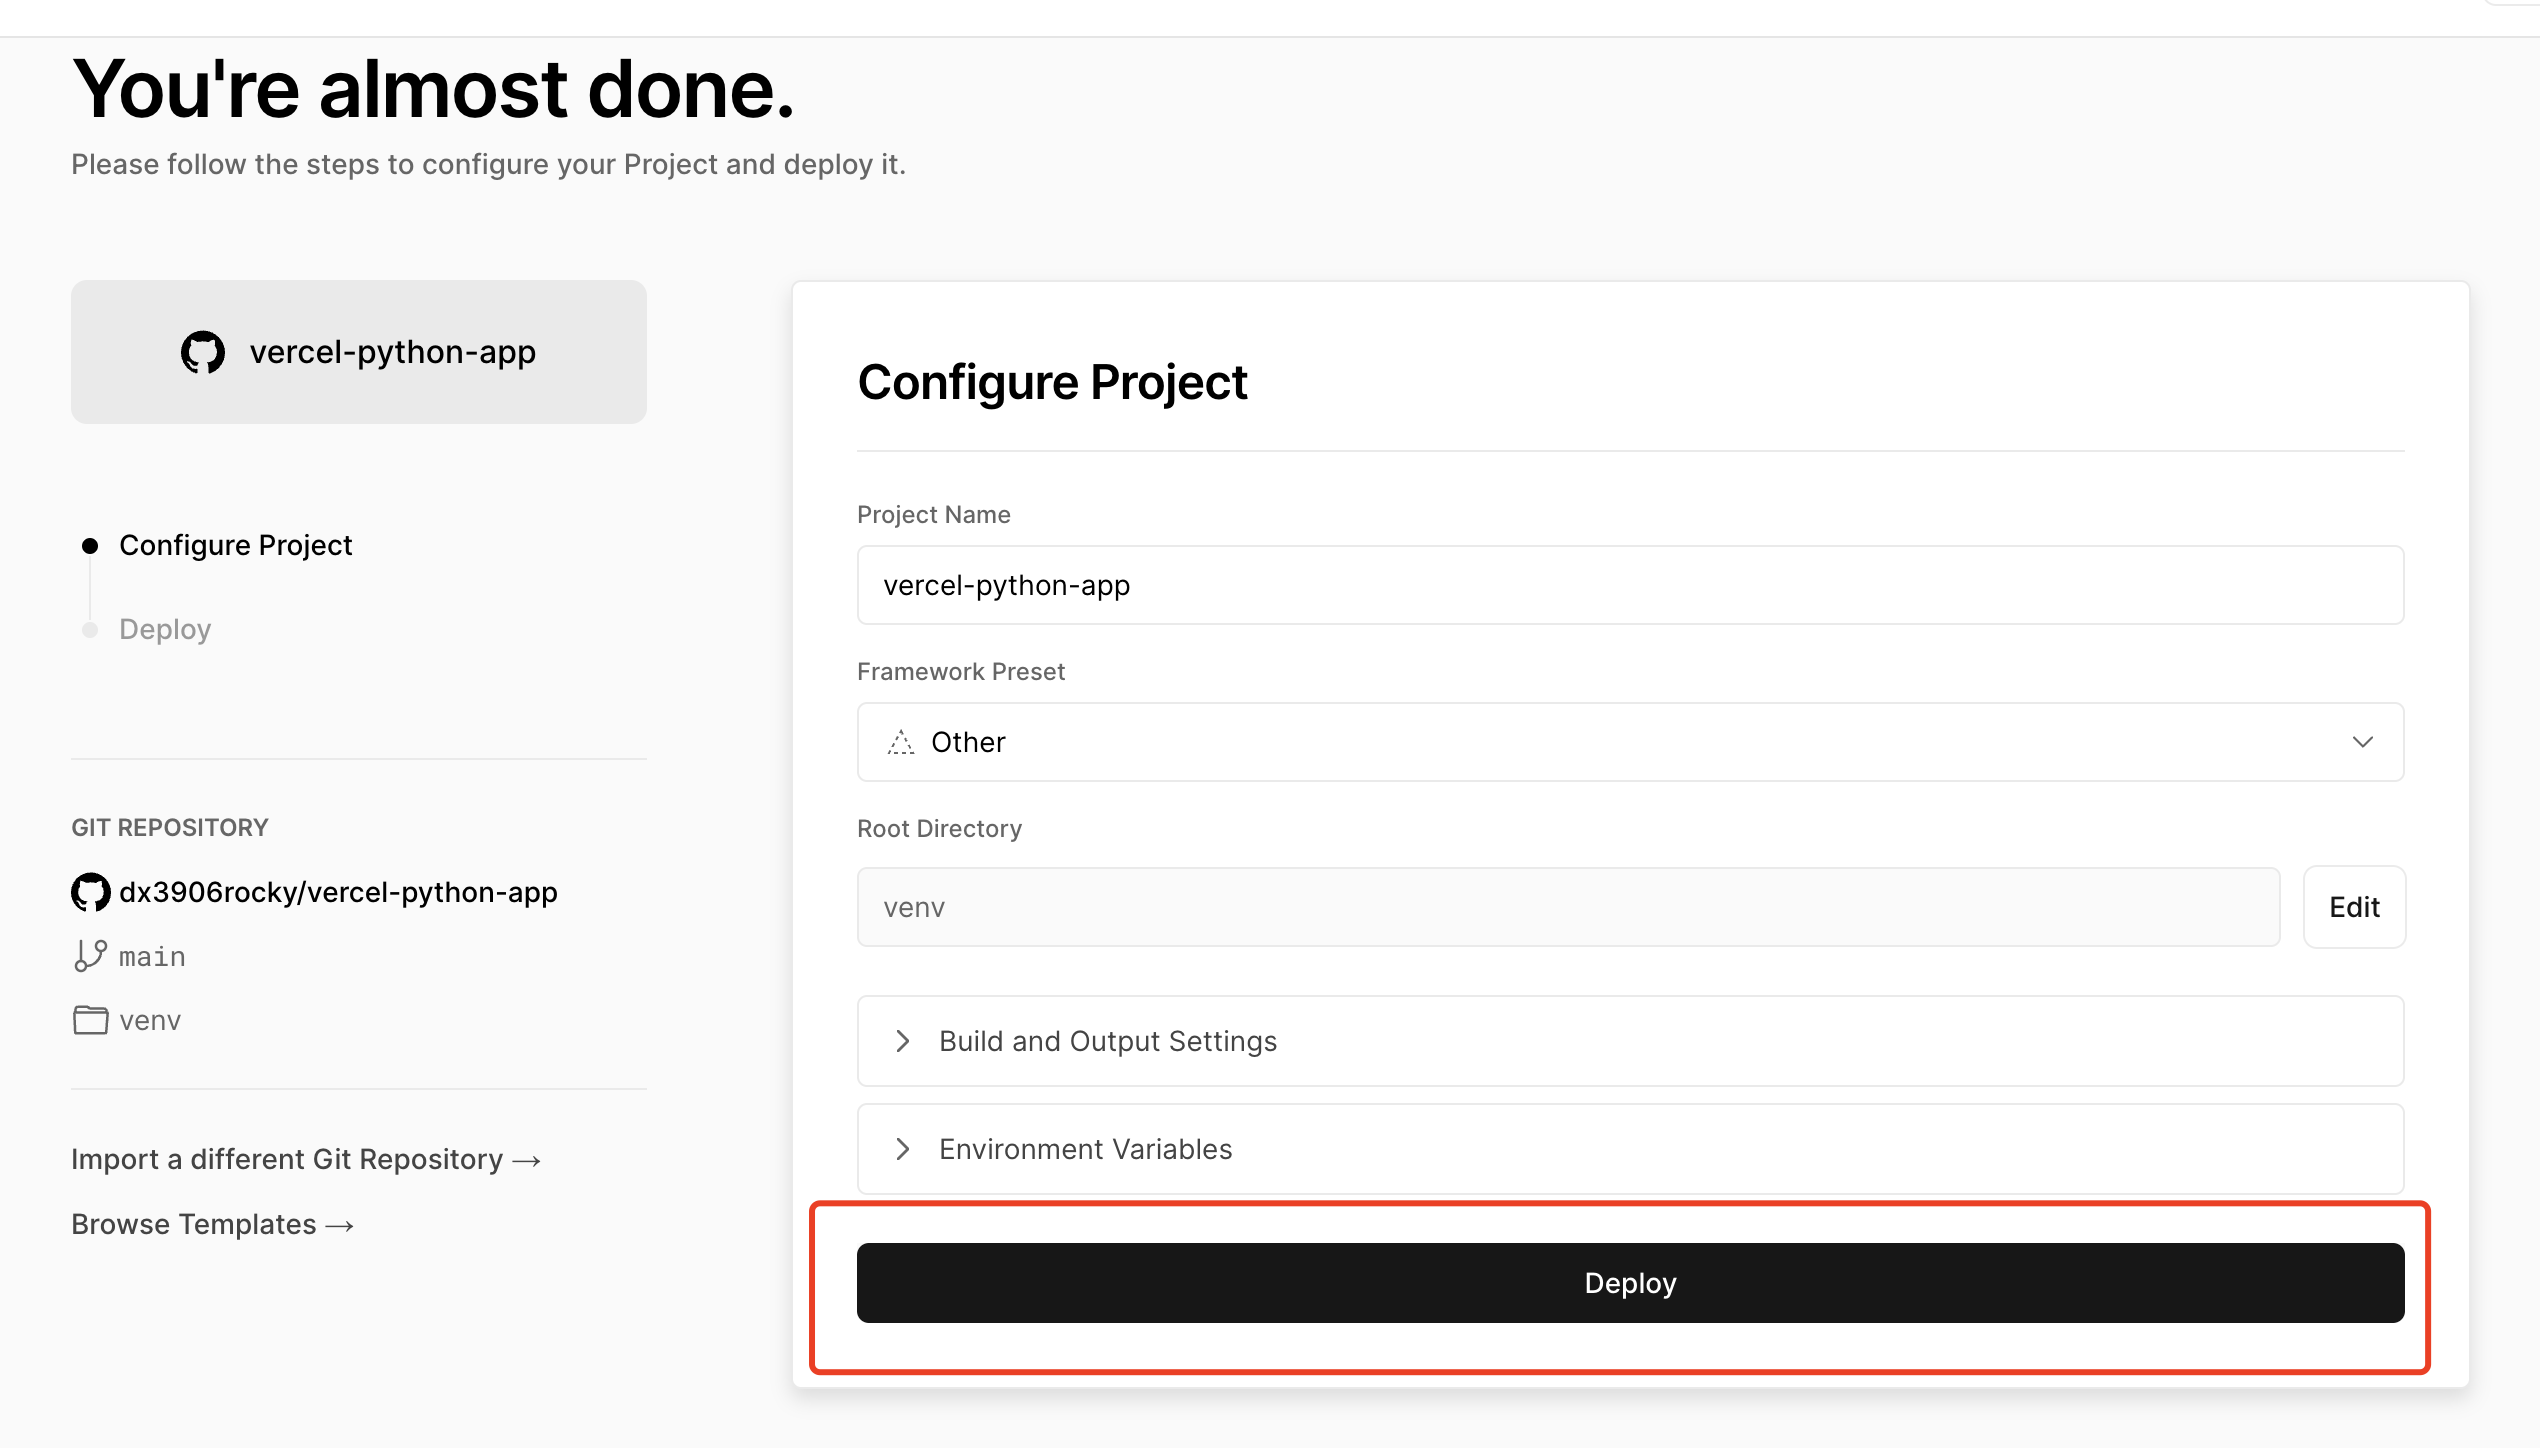 You're almost done.
Please follow the steps to configure your Project and deploy it.
vercel-python-app
Configure Project
Deploy
GIT REPOSITORY
dx3906rocky/vercel-python-app
main
venv
Import a different Git Repository →
Browse Templates →
Configure Project
Project Name
vercel-python-app
Framework Preset
Other
Root Directory
venv
Edit
Build and Output Settings
Environment Variables
Deploy